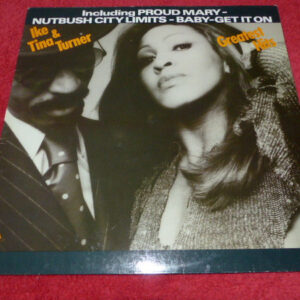 Including PROUD MARY-
NUTBUSH CITY LIMITS-BABY-GET IT ON
Ike
&
Tina
Turner
Greatest
Hits